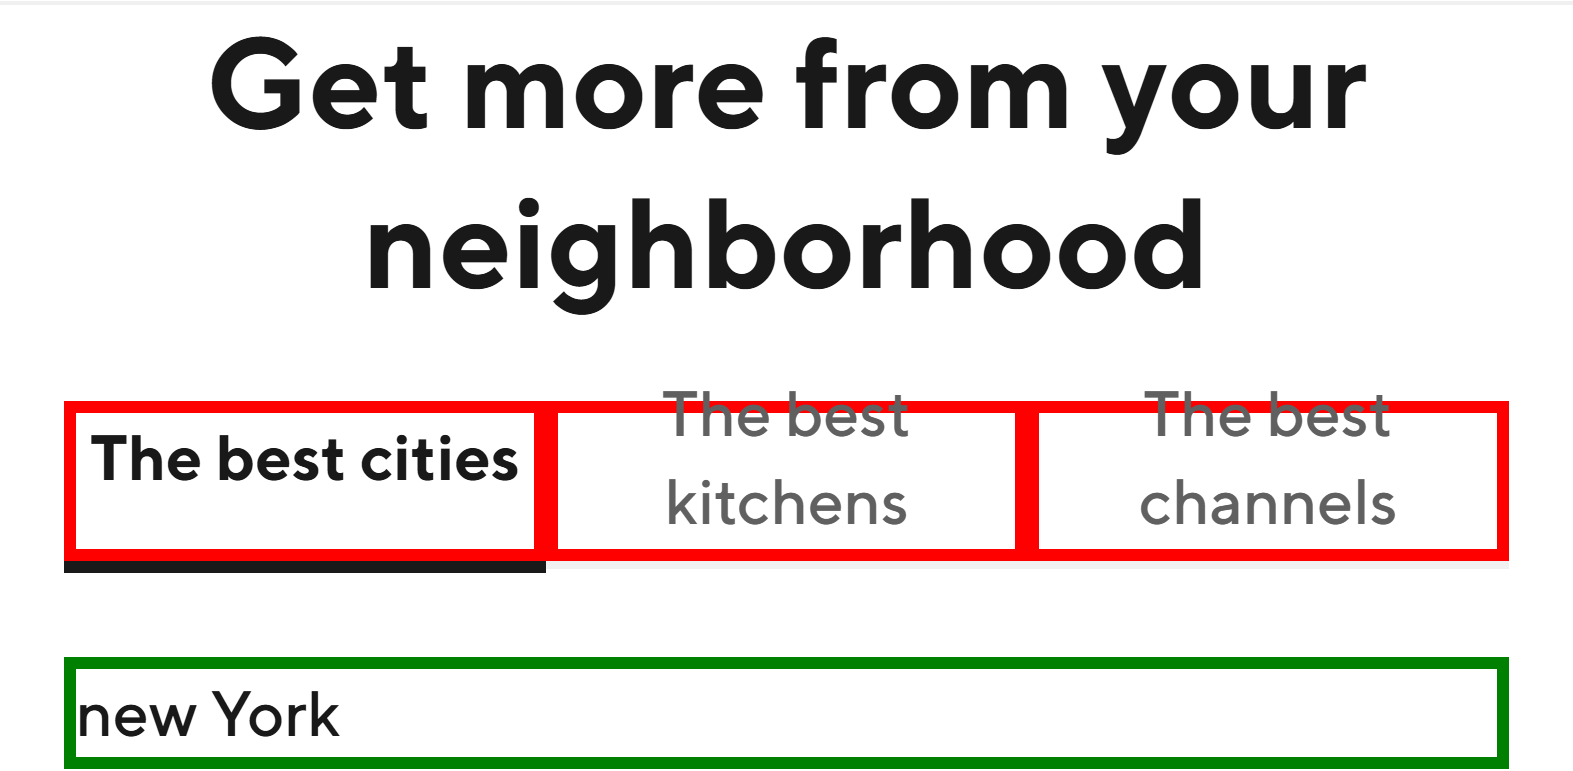 Get more from your
neighborhood
The best cities
The best
kitchens
The best
channels
new York